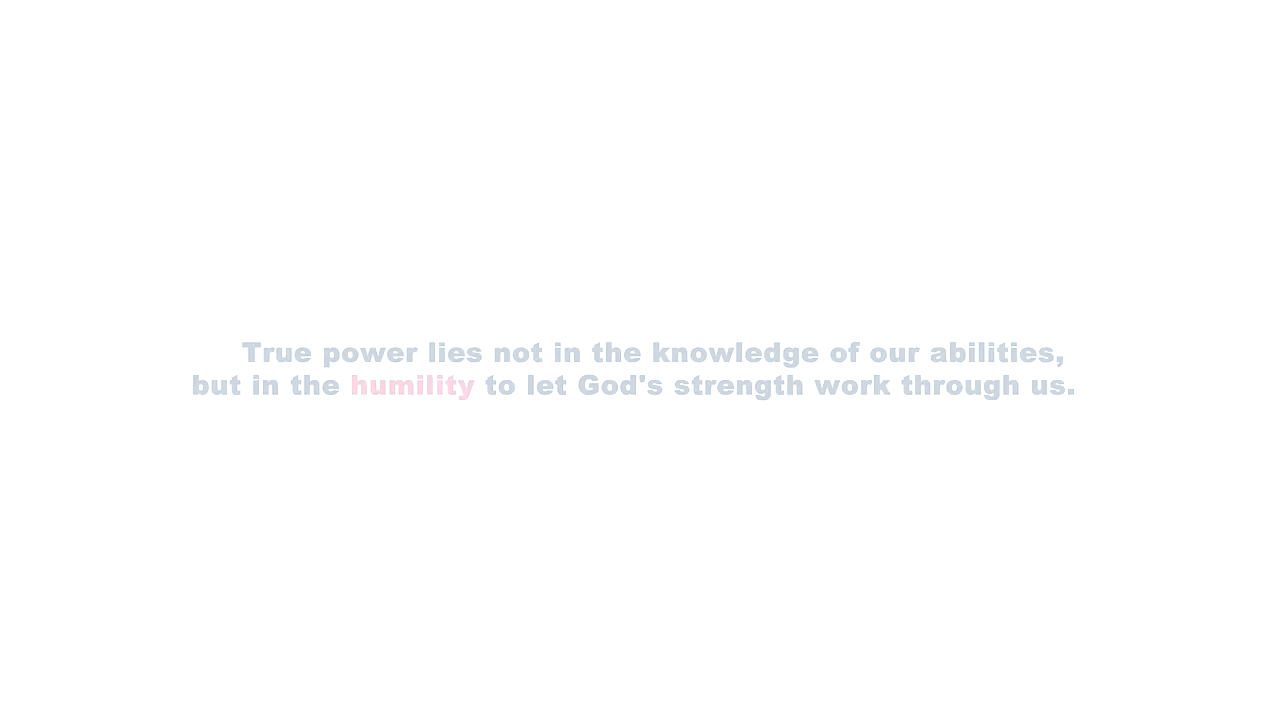 True power lies not in the knowledge of our abilities,
but in the humility to let God's strength work through us.